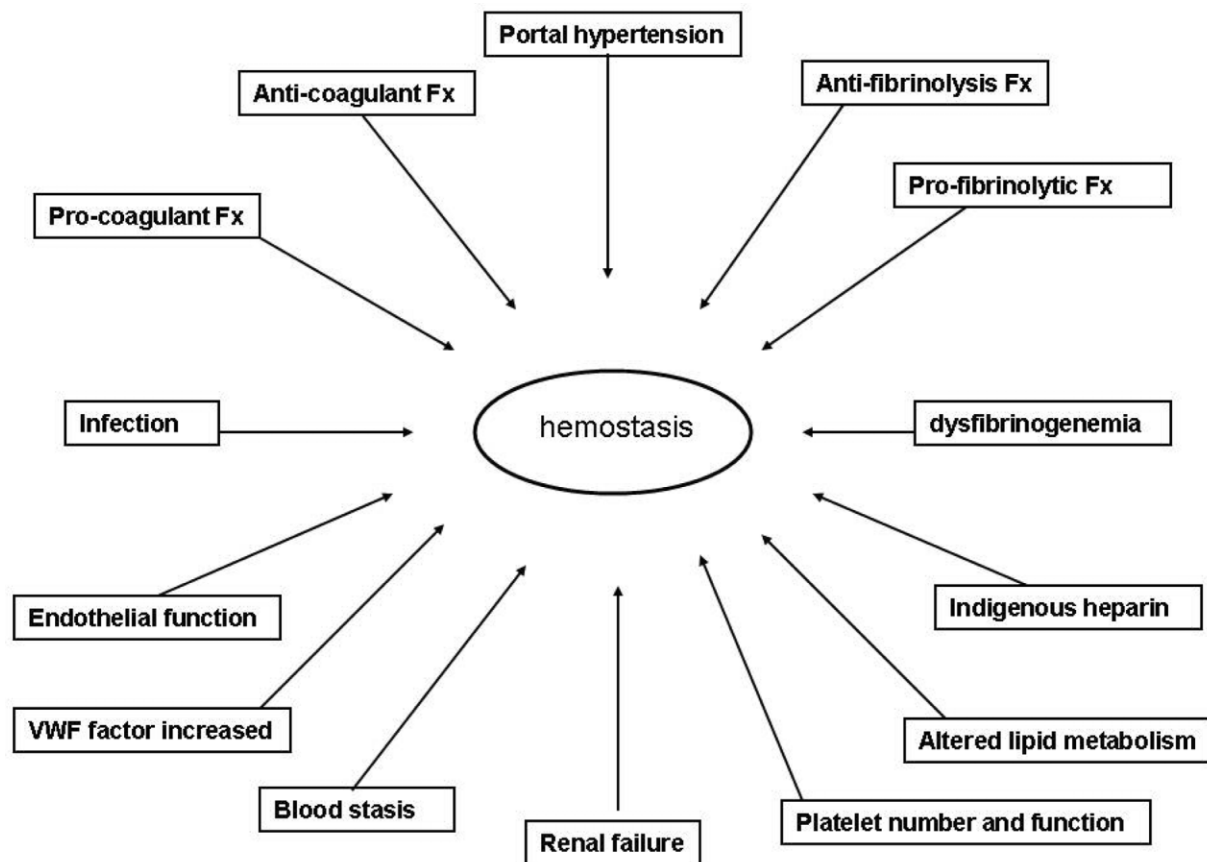 Portal hypertension
Anti-coagulant Fx
Anti-fibrinolysis Fx
Pro-fibrinolytic Fx
Pro-coagulant Fx
Infection
hemostasis
dysfibrinogenemia
Endothelial function
Indigenous heparin
VWF factor increased
Altered lipid metabolism
Blood stasis
Renal failure
Platelet number and function